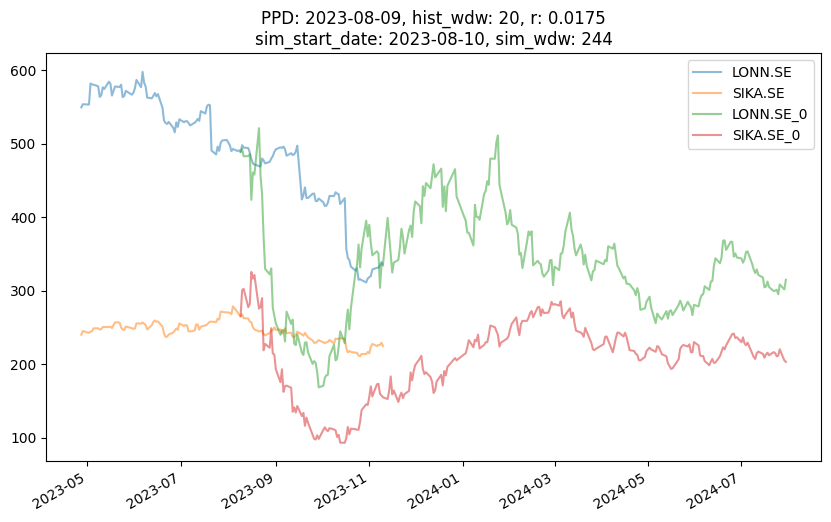 PPD: 2023-08-09, hist_wdw: 20, r: 0.0175
sim_start_date: 2023-08-10, sim_wdw: 244
LONN.SE
SIKA.SE
LONN.SE_0
SIKA.SE_0
600
500
400
300
200
100
2023-05
2023-07
2023-09
2023-11
2024-01
2024-03
2024-05
2024-07